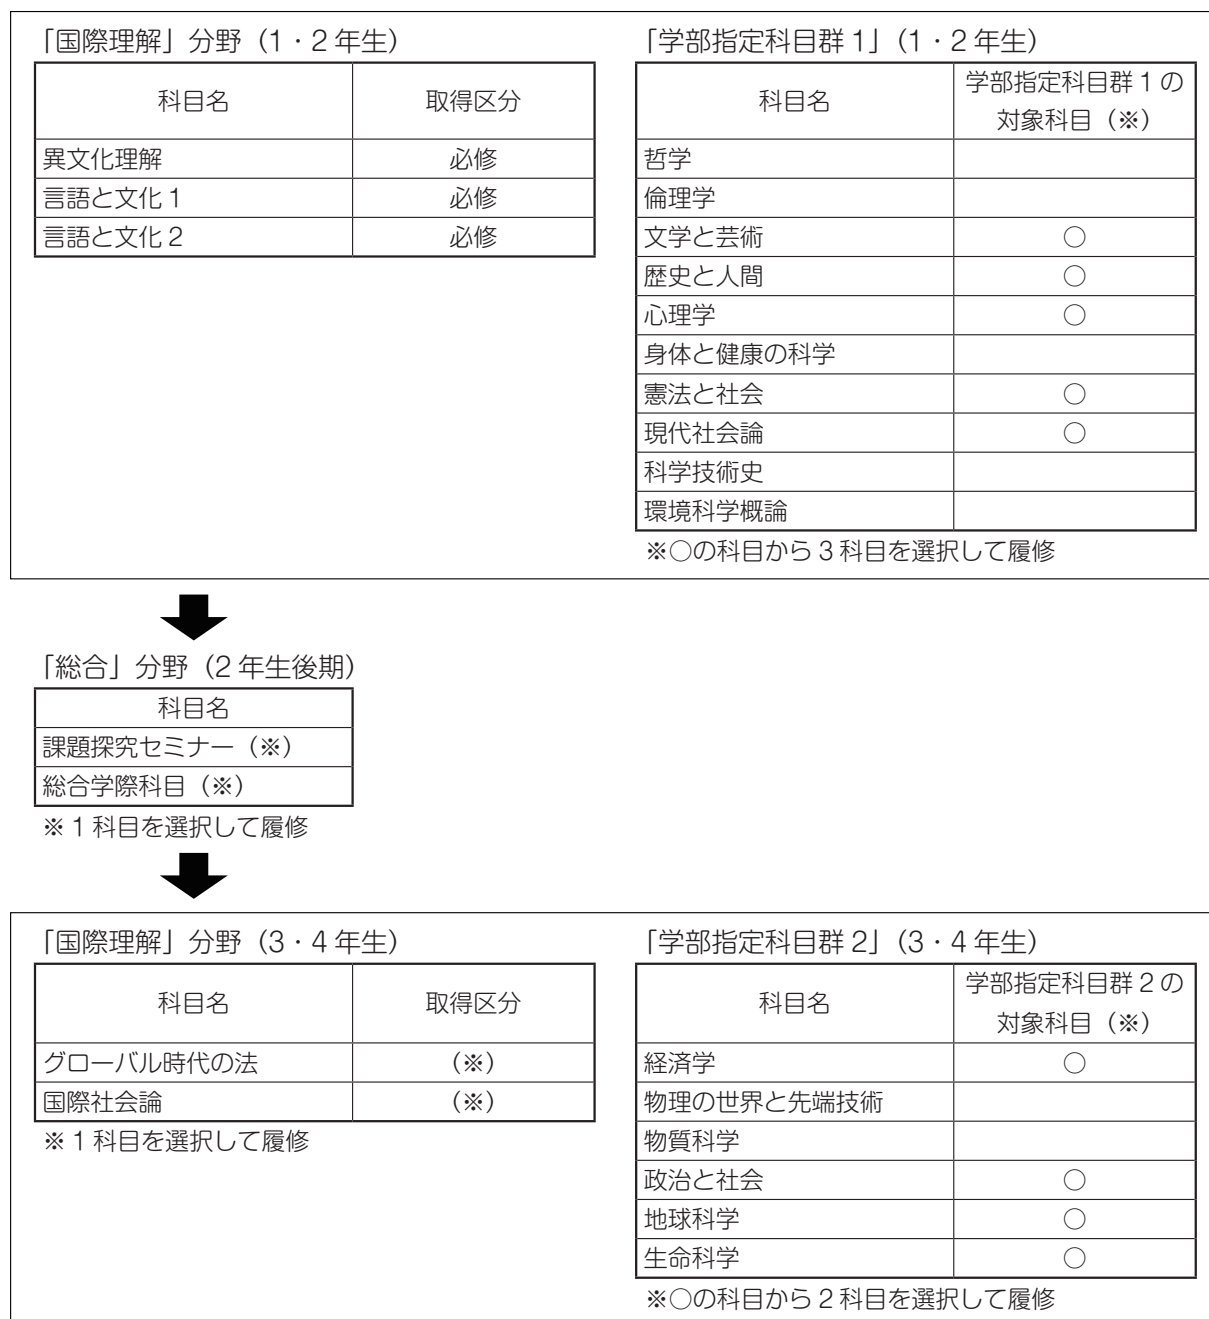 「国際理解」分野（1・2年生）
科目名 取得区分
異文化理解 必修
言語と文化1 必修
言語と文化2 必修
「学部指定科目群1」（1・2年生）
科目名 学部指定科目群1の
対象科目（※）
哲学
倫理学
文学と芸術 ○
歴史と人間 ○
心理学 ○
身体と健康の科学
憲法と社会 ○
現代社会論 ○
科学技術史
環境科学概論
※○の科目から3科目を選択して履修
「総合」分野（2年生後期）
科目名
課題探究セミナー（※）
総合学際科目（※）
※1科目を選択して履修
「国際理解」分野（3・4年生）
科目名 取得区分
グローバル時代の法 （※）
国際社会論 （※）
※1科目を選択して履修
「学部指定科目群2」（3・4年生）
科目名 学部指定科目群2の
対象科目（※）
経済学 ○
物理の世界と先端技術
物質科学
政治と社会 ○
地球科学 ○
生命科学 ○
※○の科目から2科目を選択して履修